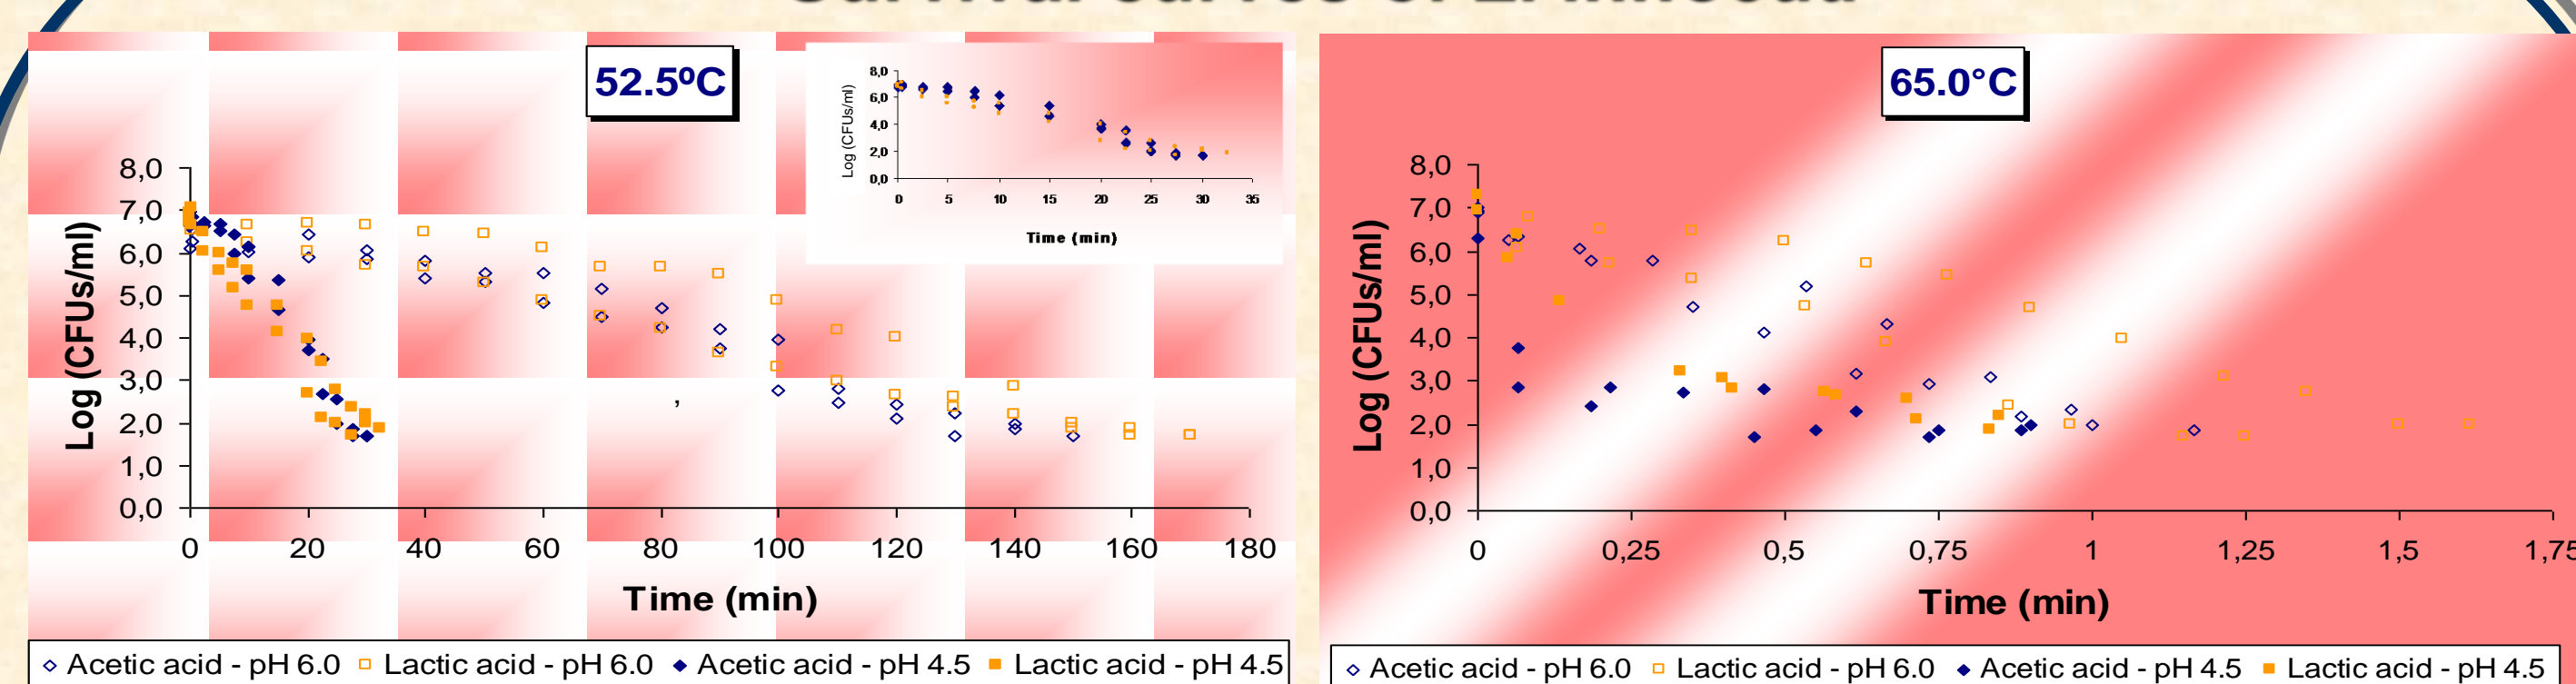 52.5ºC
8,0
6,0
4,0
2,0
0,0
Log (CFUs/ml)
0 5 10 15 20 25 30 35
Time (min)
8,0
7,0
6,0
5,0
4,0
3,0
2,0
1,0
0,0
Log (CFUs/ml)
,
0 20 40 60 80 100 120 140 160 180
Time (min)
Acetic acid - pH 6.0 Lactic acid - pH 6.0 Acetic acid - pH 4.5 Lactic acid - pH 4.5
65.0°C
8,0
7,0
6,0
5,0
4,0
3,0
2,0
1,0
0,0
Log (CFUs/ml)
0 0,25 0,5 0,75 1 1,25 1,5 1,75
Time (min)
Acetic acid - pH 6.0 Lactic acid - pH 6.0 Acetic acid - pH 4.5 Lactic acid - pH 4.5